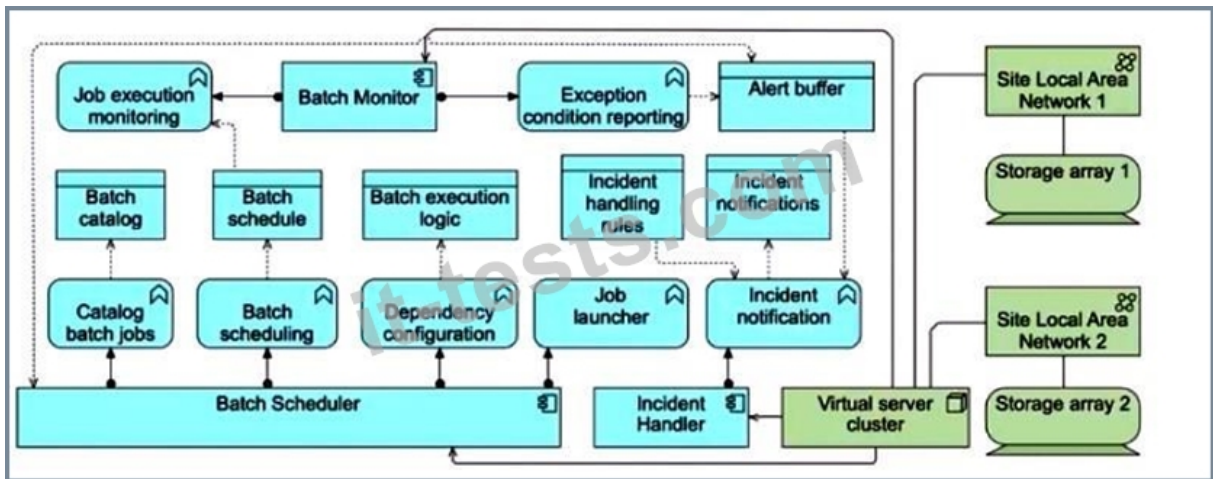 Job execution
monitoring
Batch Monitor
Exception
condition reporting
Alert buffer
Site Local Area
Network 1
Storage array 1
Batch
catalog
Batch
schedule
Batch execution
logic
Incident
handling
rules
Incident
notifications
Catalog
batch jobs
Batch
scheduling
Dependency
configuration
Job
launcher
Incident
notification
Site Local Area
Network 2
Storage array 2
Batch Scheduler
Incident
Handler
Virtual server
cluster
it-tests.com